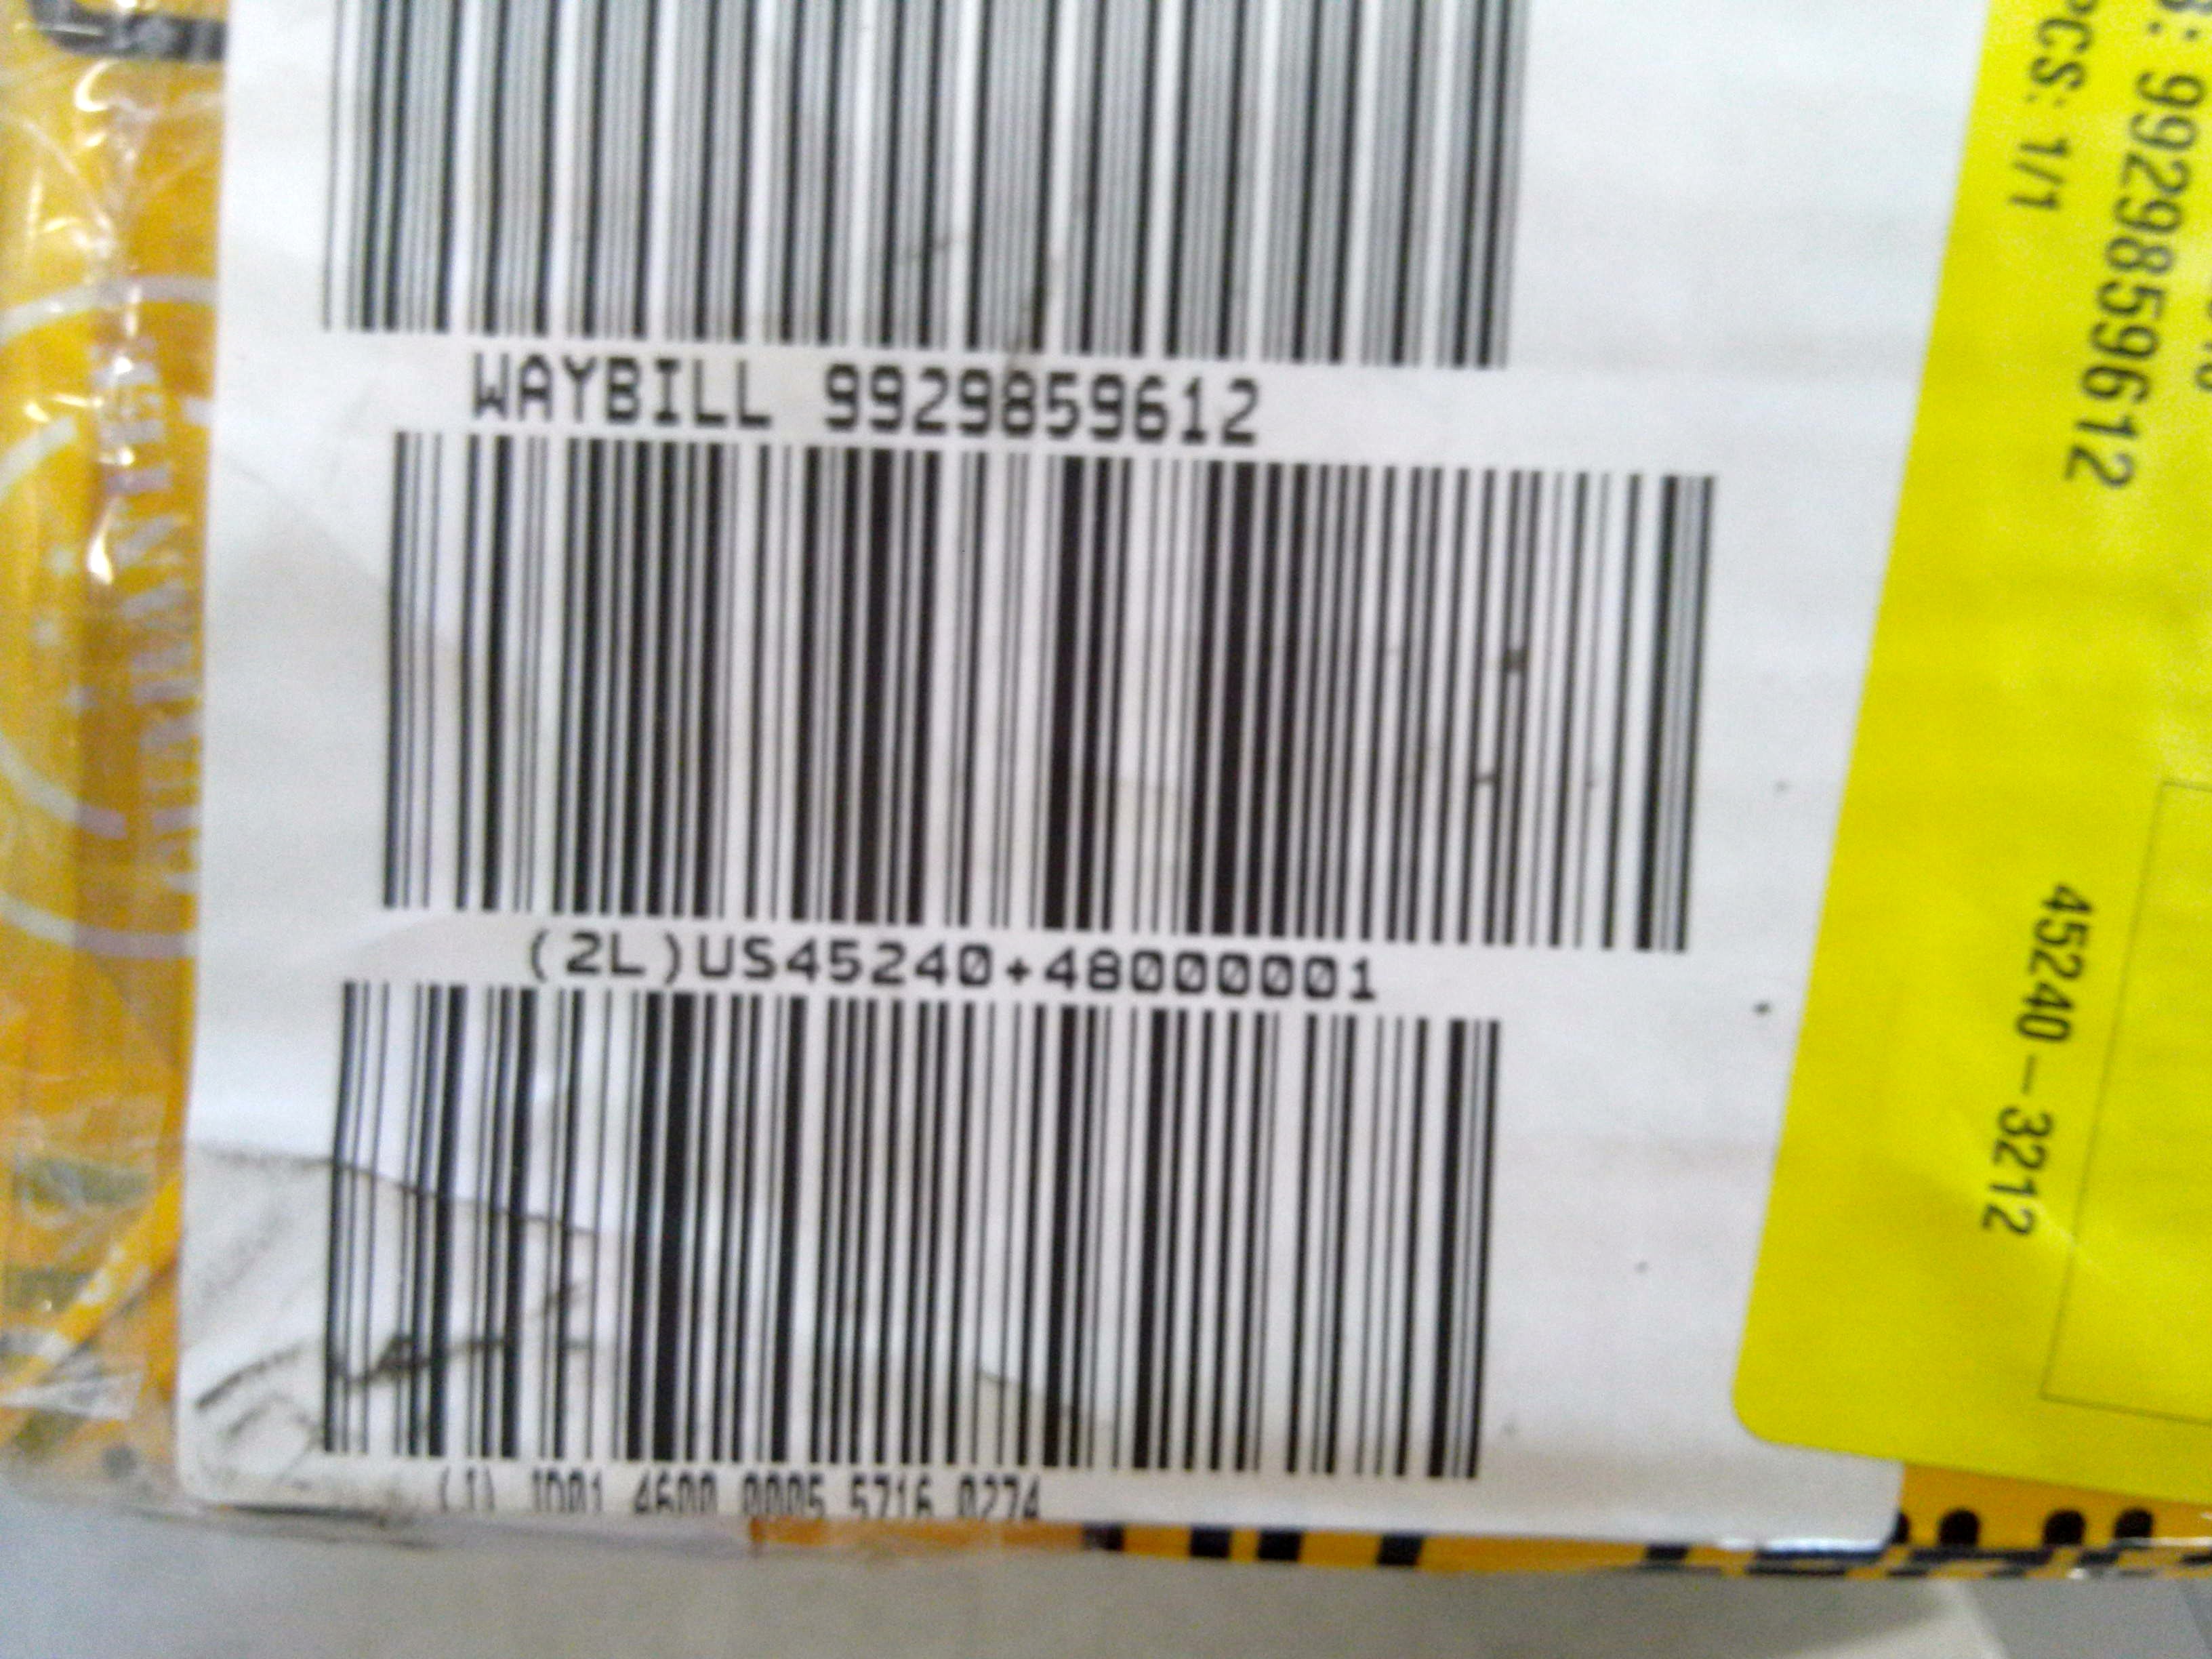 WAYBILL 9929859612
(2L)US45240+48000001
(J) JD01 4600 0005 5716 0274
9929859612
PCS: 1/1
45240-3212